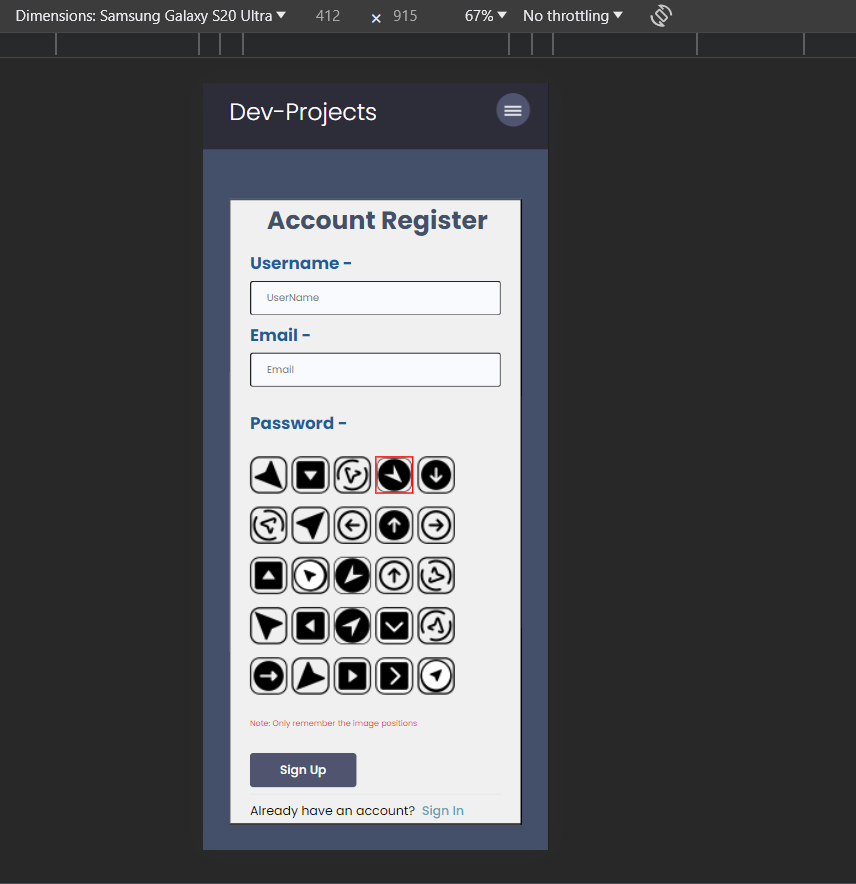 Dimensions: Samsung Galaxy S20 Ultra 412 × 915 67% No throttling
Dev-Projects
Account Register
Username -
UserName
Email -
Email
Password -
Note: Only remember the image positions
Sign Up
Already have an account? Sign In